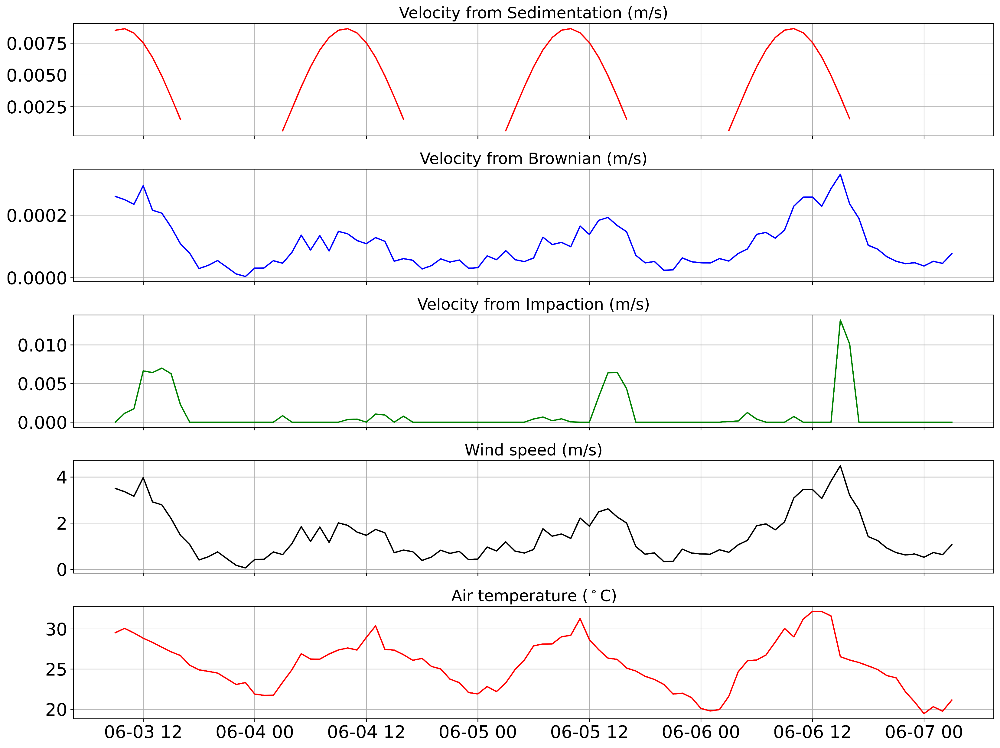 Velocity from Sedimentation (m/s)
0.0075
0.0050
0.0025
Velocity from Brownian (m/s)
0.0002
0.0000
Velocity from Impaction (m/s)
0.010
0.005
0.000
Wind speed (m/s)
4
2
0
Air temperature (°C)
30
25
20
06-03 12 06-04 00 06-04 12 06-05 00 06-05 12 06-06 00 06-06 12 06-07 00